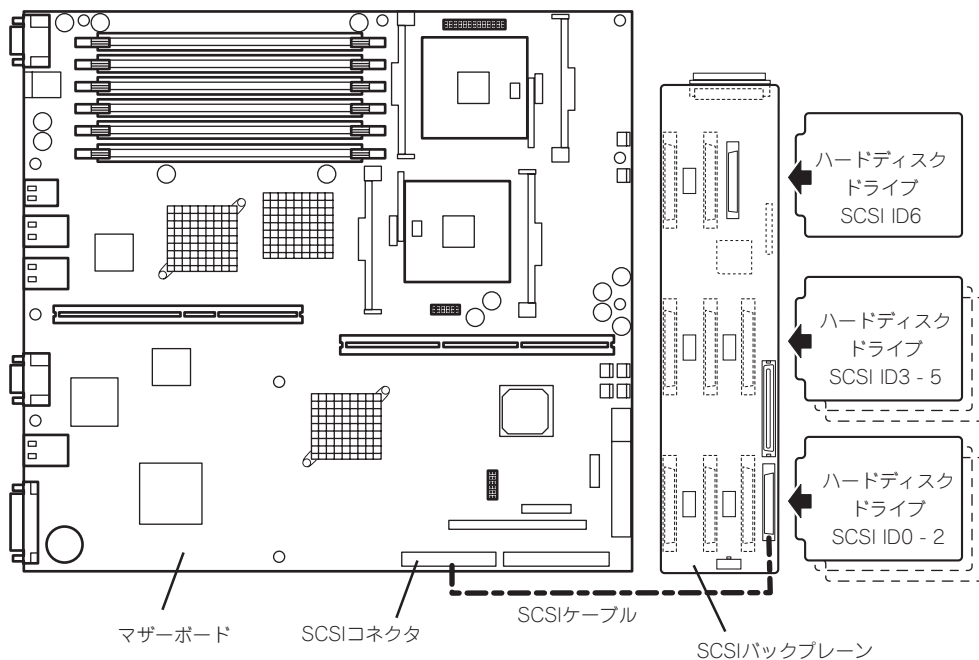 ハードディスク
ドライブ
SCSI ID6
ハードディスク
ドライブ
SCSI ID3 - 5
ハードディスク
ドライブ
SCSI ID0 - 2
マザーボード
SCSIコネクタ
SCSIケーブル
SCSIバックプレーン